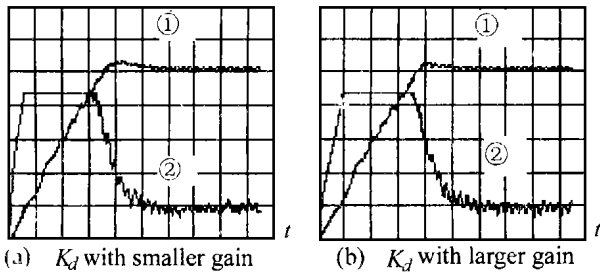 ① ①
② ②
t t
(a) K_d with smaller gain (b) K_d with larger gain